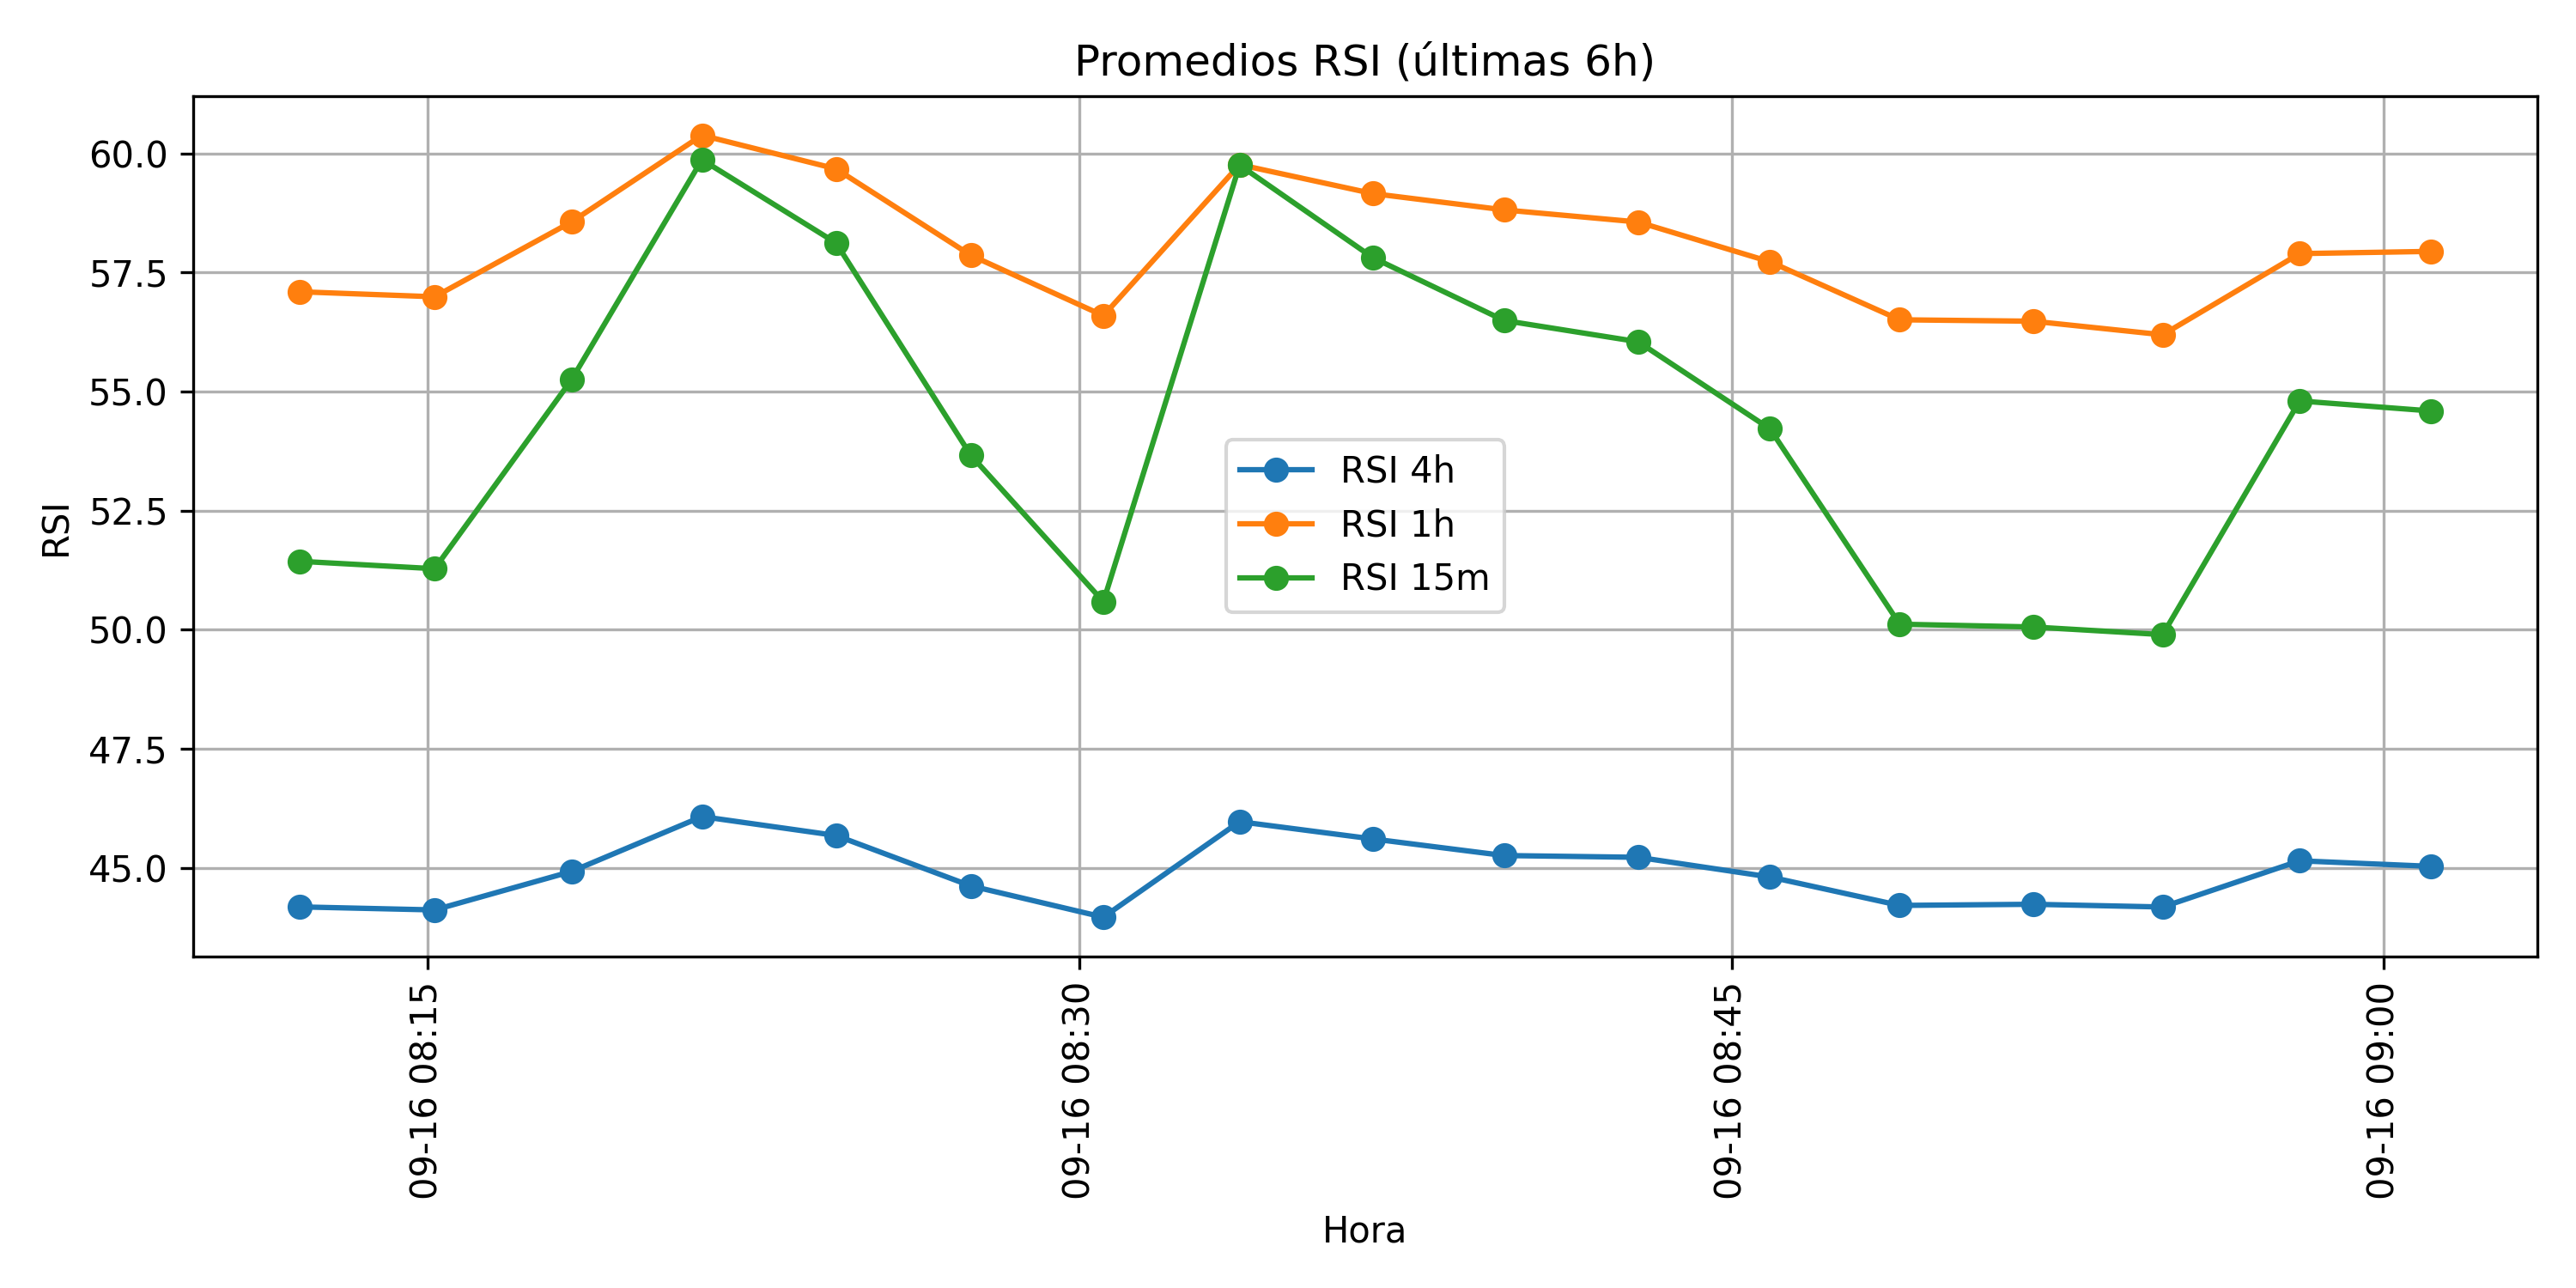 Promedios RSI (últimas 6h)
60.0
57.5
55.0
52.5
50.0
47.5
45.0
RSI
RSI 4h
RSI 1h
RSI 15m
09-16 08:15
09-16 08:30
09-16 08:45
09-16 09:00
Hora